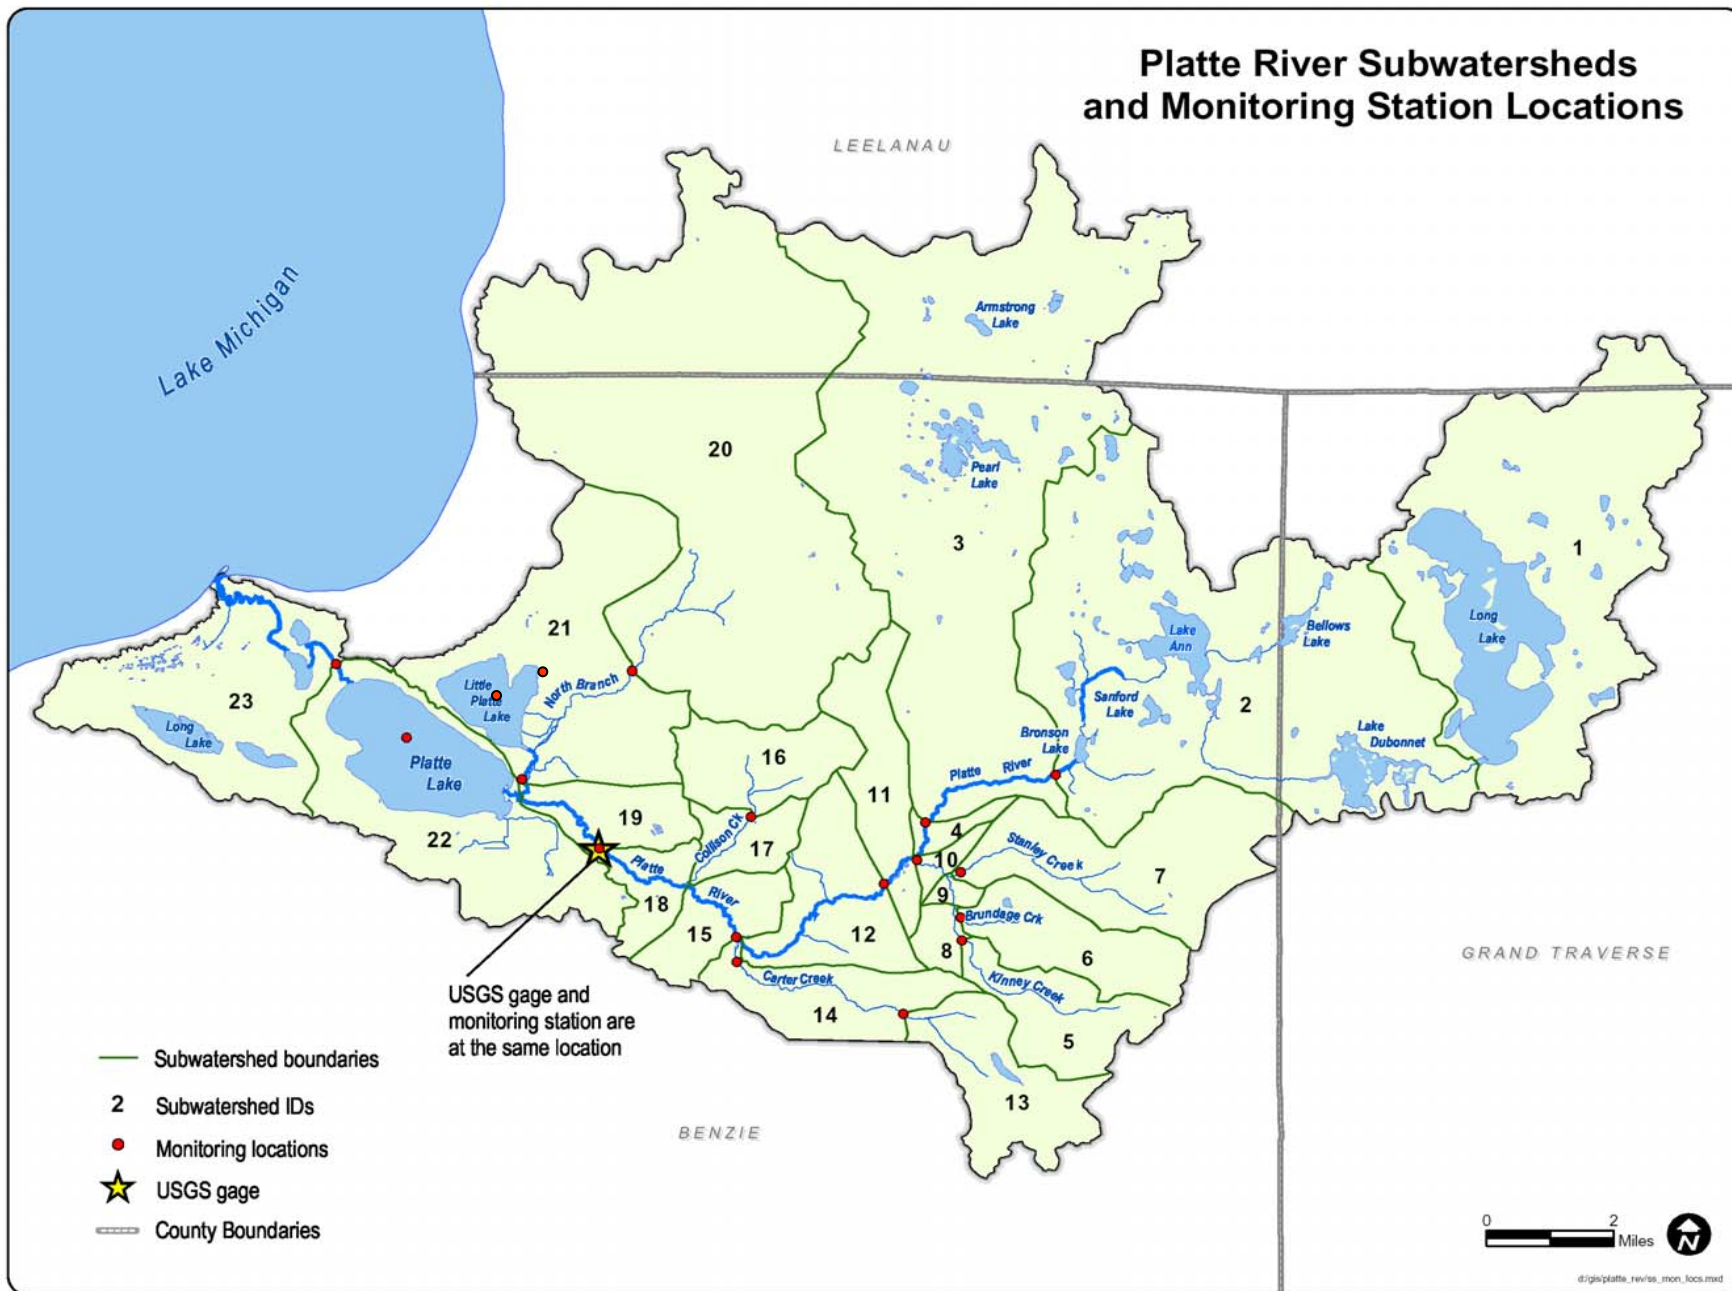 Platte River Subwatersheds
and Monitoring Station Locations
LEELANAU
Lake Michigan
Armstrong
Lake
20
Pearl
Lake
3
1
Long
Lake
21
Lake
Ann
Bellows
Lake
North Branch
Little
Platte
Lake
23
Long
Lake
Sanford
Lake
2
Bronson
Lake
Lake
Dubonnet
Platte
Lake
16
Platte River
11
19
4
22
Collison Ck
17
10
Stanley Creek
7
Platte
River
9
18
Brundage Crk
15
12
8
6
GRAND TRAVERSE
Carter Creek
Kinney Creek
14
5
USGS gage and
monitoring station are
at the same location
13
BENZIE
Subwatershed boundaries
2 Subwatershed IDs
Monitoring locations
USGS gage
County Boundaries
0 2
Miles
N
d:/gis/platte_rev/ss_mon_locs.mxd